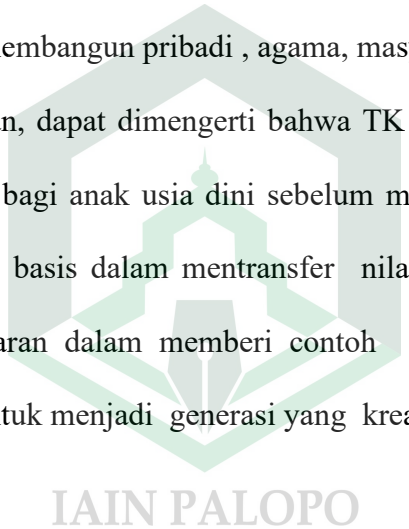 embangun pribadi , agama, mas
n, dapat dimengerti bahwa TK
bagi anak usia dini sebelum m
basis dalam mentransfer nila
aran dalam memberi contoh
tuk menjadi generasi yang krea
IAIN PALOPO